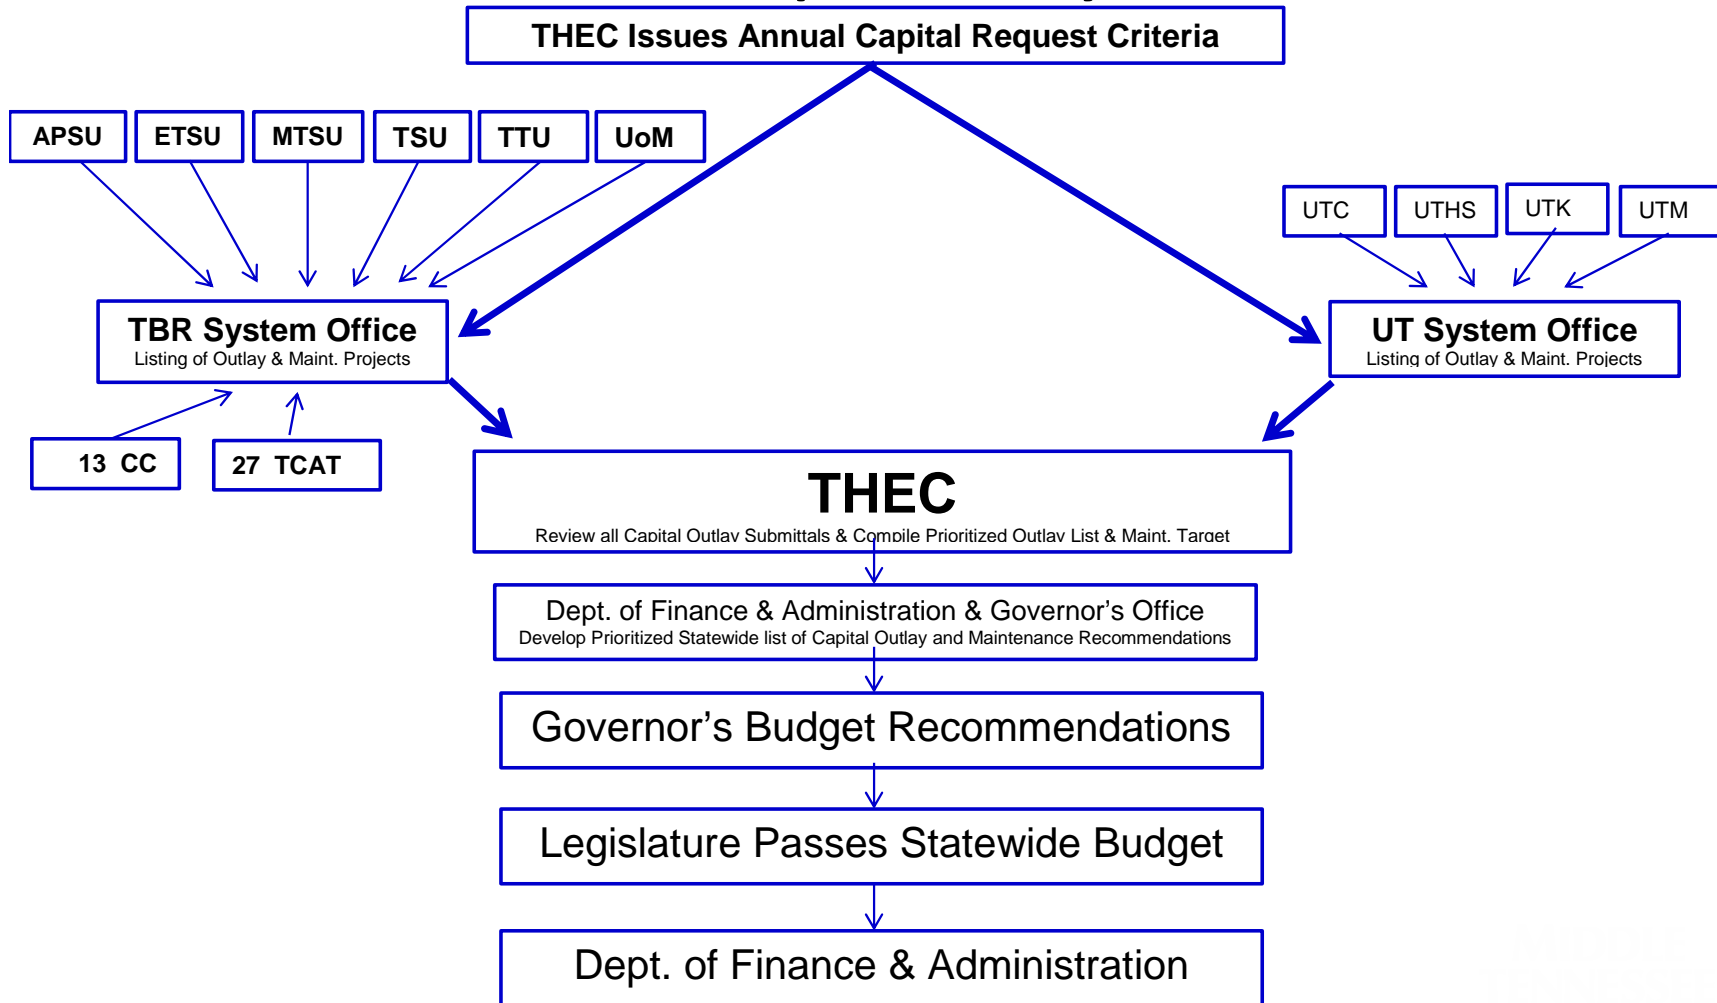 THEC Issues Annual Capital Request Criteria
APSU
ETSU
MTSU
TSU
TTU
UoM
UTC
UTHS
UTK
UTM
TBR System Office
Listing of Outlay & Maint. Projects
UT System Office
Listing of Outlay & Maint. Projects
13 CC
27 TCAT
THEC
Review all Capital Outlay Submittals & Compile Prioritized Outlay List & Maint. Target
Dept. of Finance & Administration & Governor’s Office
Develop Prioritized Statewide list of Capital Outlay and Maintenance Recommendations
Governor’s Budget Recommendations
Legislature Passes Statewide Budget
Dept. of Finance & Administration